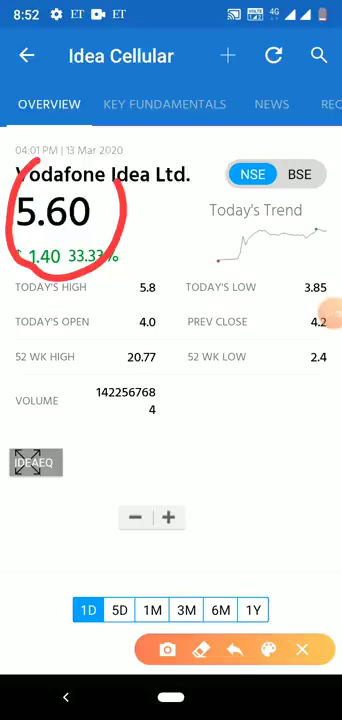 8:52 ET ET 4G
Idea Cellular
OVERVIEW KEY FUNDAMENTALS NEWS REC
04:01 PM | 13 Mar 2020
Vodafone Idea Ltd. NSE BSE
5.60 Today's Trend
1.40 33.33%
TODAY'S HIGH 5.8 TODAY'S LOW 3.85
TODAY'S OPEN 4.0 PREV CLOSE 4.2
52 WK HIGH 20.77 52 WK LOW 2.4
VOLUME 142256768
4
IDEAEQ
1D 5D 1M 3M 6M 1Y